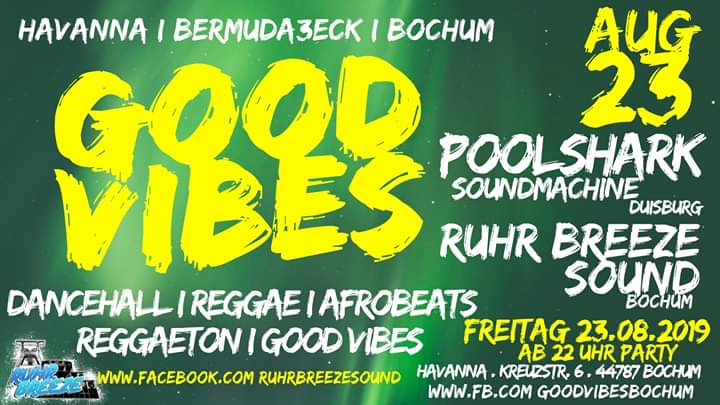 HAVANNA | BERMUDA3ECK | BOCHUM
GOOD
VIBES
AUG
23
POOLSHARK
SOUNDMACHINE
DUISBURG
RUHR BREEZE
SOUND
BOCHUM
DANCEHALL | REGGAE | AFROBEATS
REGGAETON | GOOD VIBES
FREITAG 23.08.2019
AB 22 UHR PARTY
HAVANNA . KREUZSTR. 6 . 44787 BOCHUM
WWW.FB.COM GOODVIBESBOCHUM
RUHR
BREEZE
WWW.FACEBOOK.COM RUHRBREEZESOUND